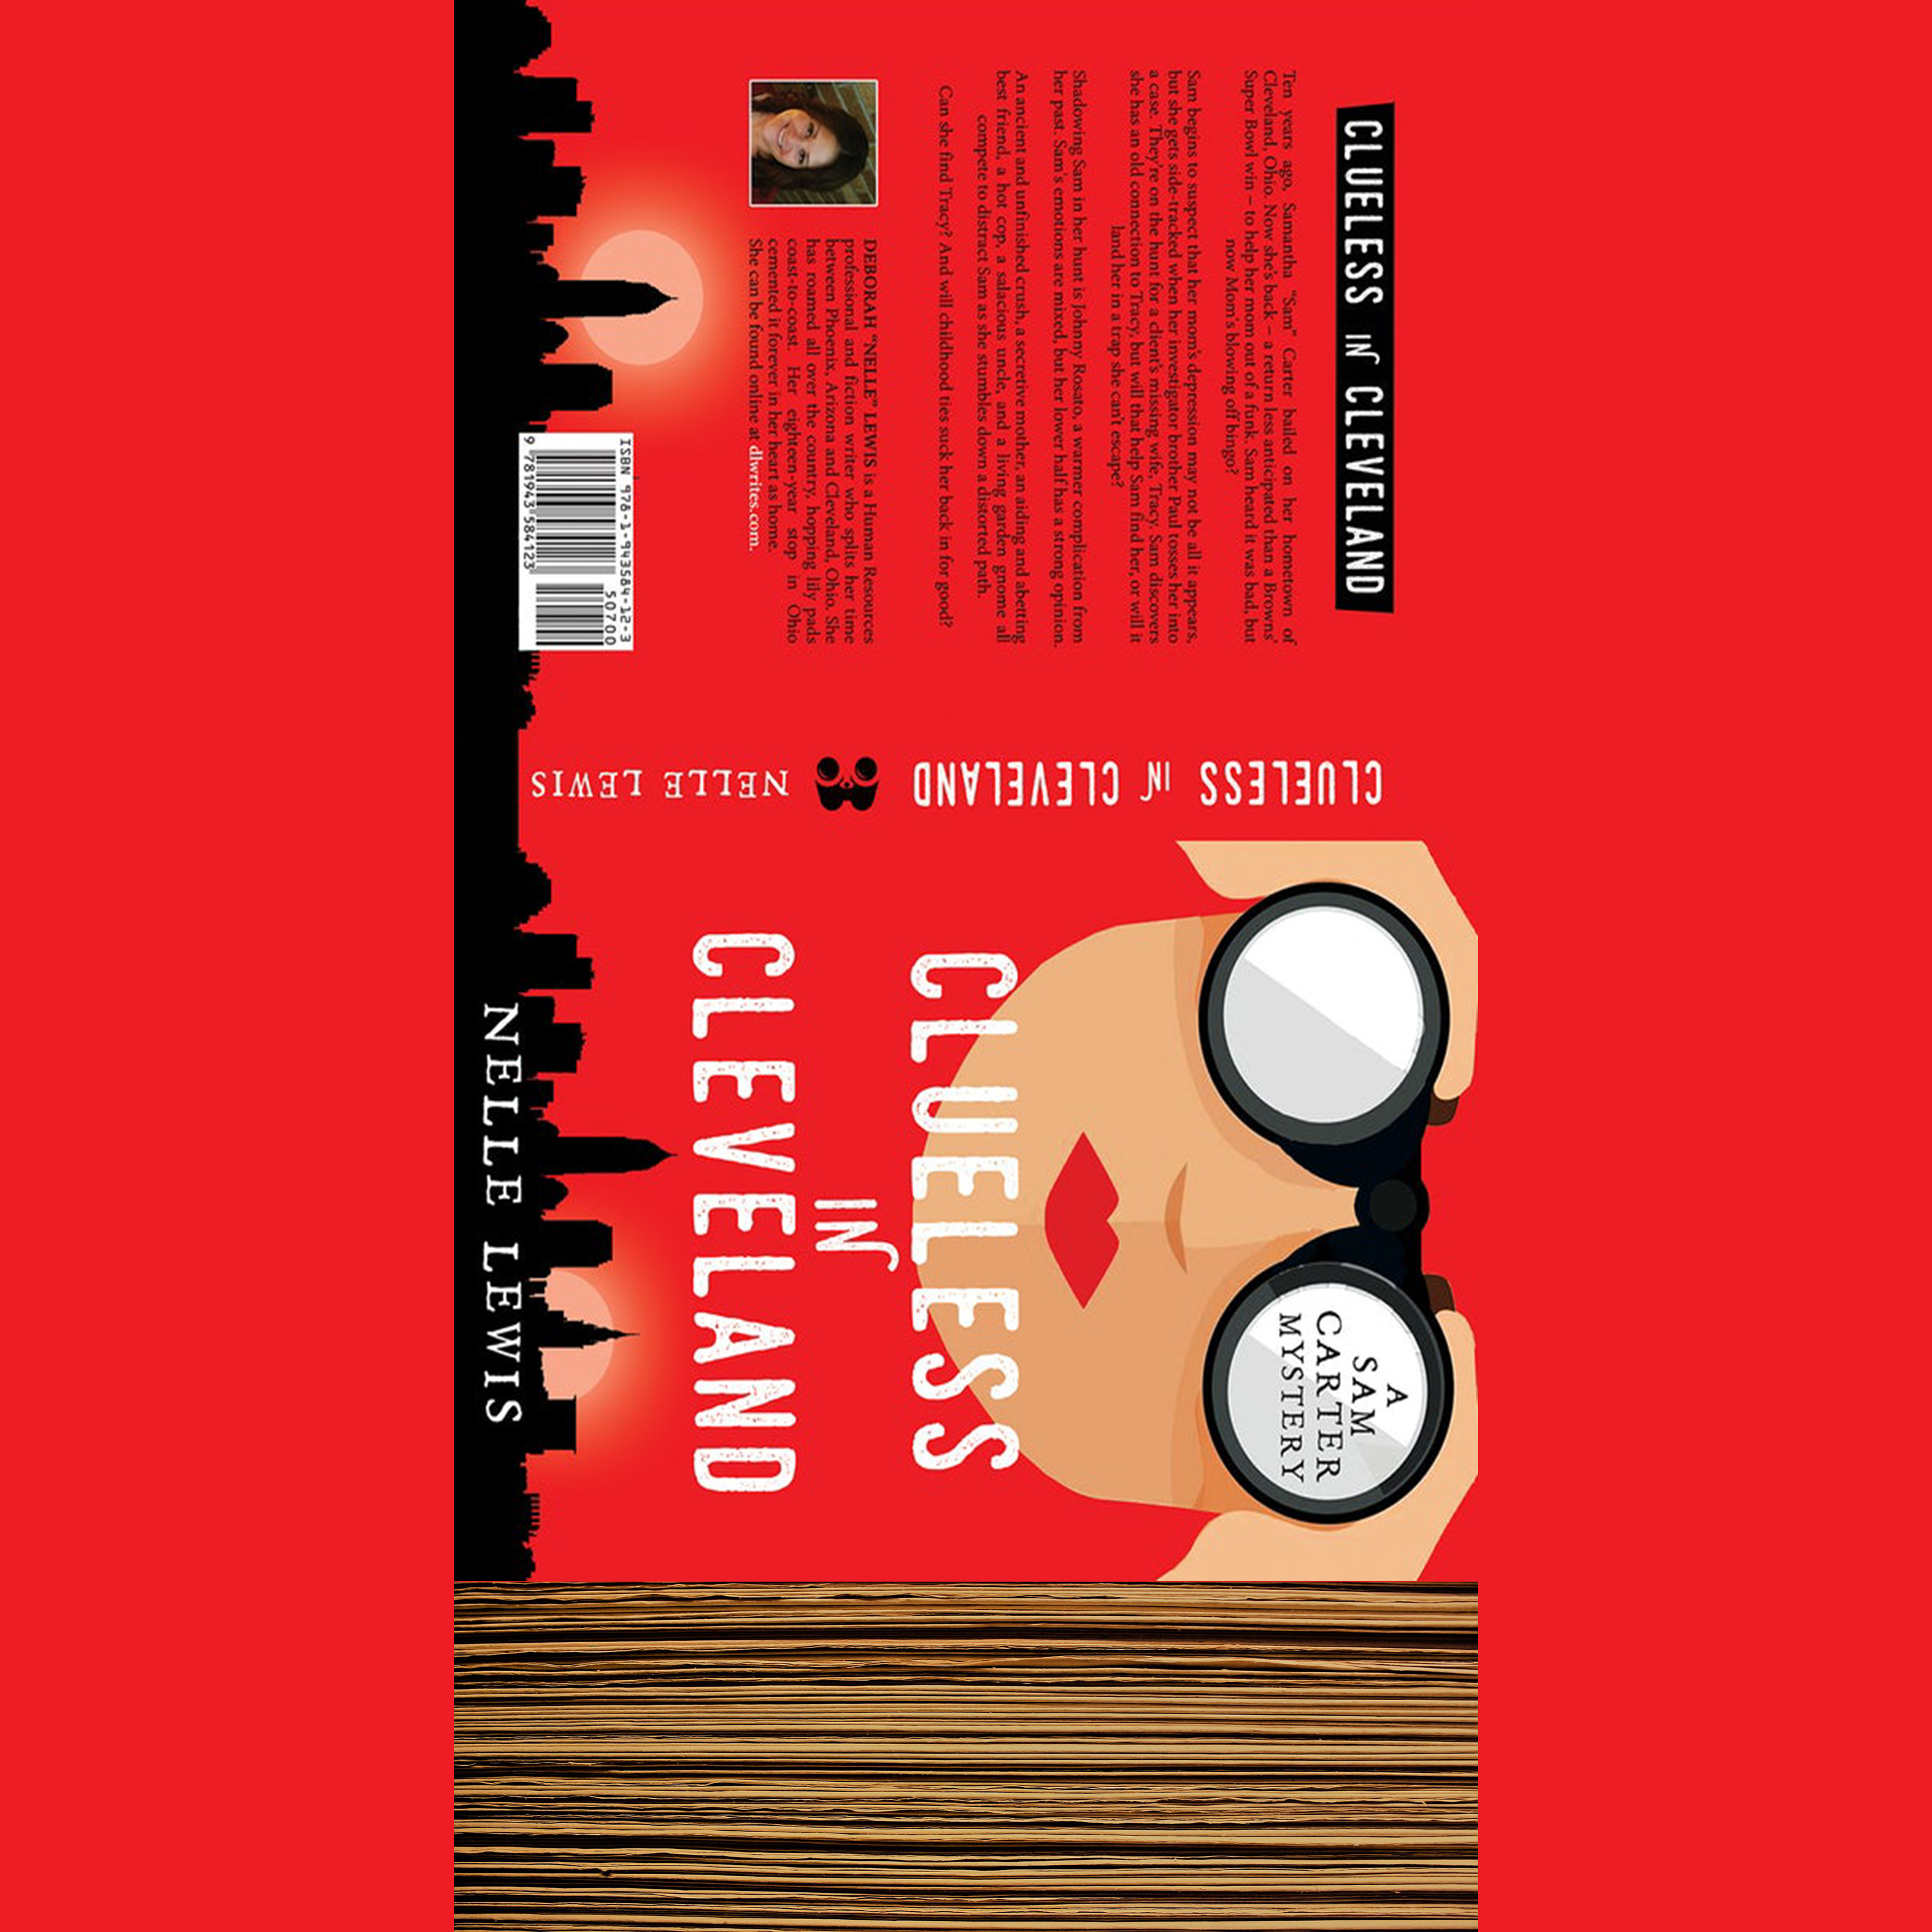 CLUELESS IN CLEVELAND
Ten years ago, Samantha "Sam" Carter bailed on her hometown of
Cleveland, Ohio. Now she's back – a return less anticipated than a Browns'
Super Bowl win – to help her mom out of a funk. Sam heard it was bad, but
now Mom's blowing off bingo?
Sam begins to suspect that her mom's depression may not be all it appears,
but she gets side-tracked when her investigator brother Paul tosses her into
a case. They're on the hunt for a client's missing wife, Tracy. Sam discovers
she has an old connection to Tracy, but will that help Sam find her, or will it
land her in a trap she can't escape?
Shadowing Sam in her hunt is Johnny Rosato, a warmer complication from
her past. Sam's emotions are mixed, but her lower half has a strong opinion.
An ancient and unfinished crush, a secretive mother, an aiding and abetting
best friend, a hot cop, a salacious uncle, and a living garden gnome all
compete to distract Sam as she stumbles down a distorted path.
Can she find Tracy? And will childhood ties suck her back in for good?
DEBORAH "NELLE" LEWIS is a Human Resources
professional and fiction writer who splits her time
between Phoenix, Arizona and Cleveland, Ohio. She
has roamed all over the country, hopping lily pads
coast-to-coast. Her eighteen-year stop in Ohio
cemented it forever in her heart as home.
She can be found online at dlwrites.com.
ISBN 978-1-943584-12-3
50700
9 781943 584123
CLUELESS IN CLEVELAND
NELLE LEWIS
A
SAM
CARTER
MYSTERY
CLUELESS
IN
CLEVELAND
NELLE LEWIS